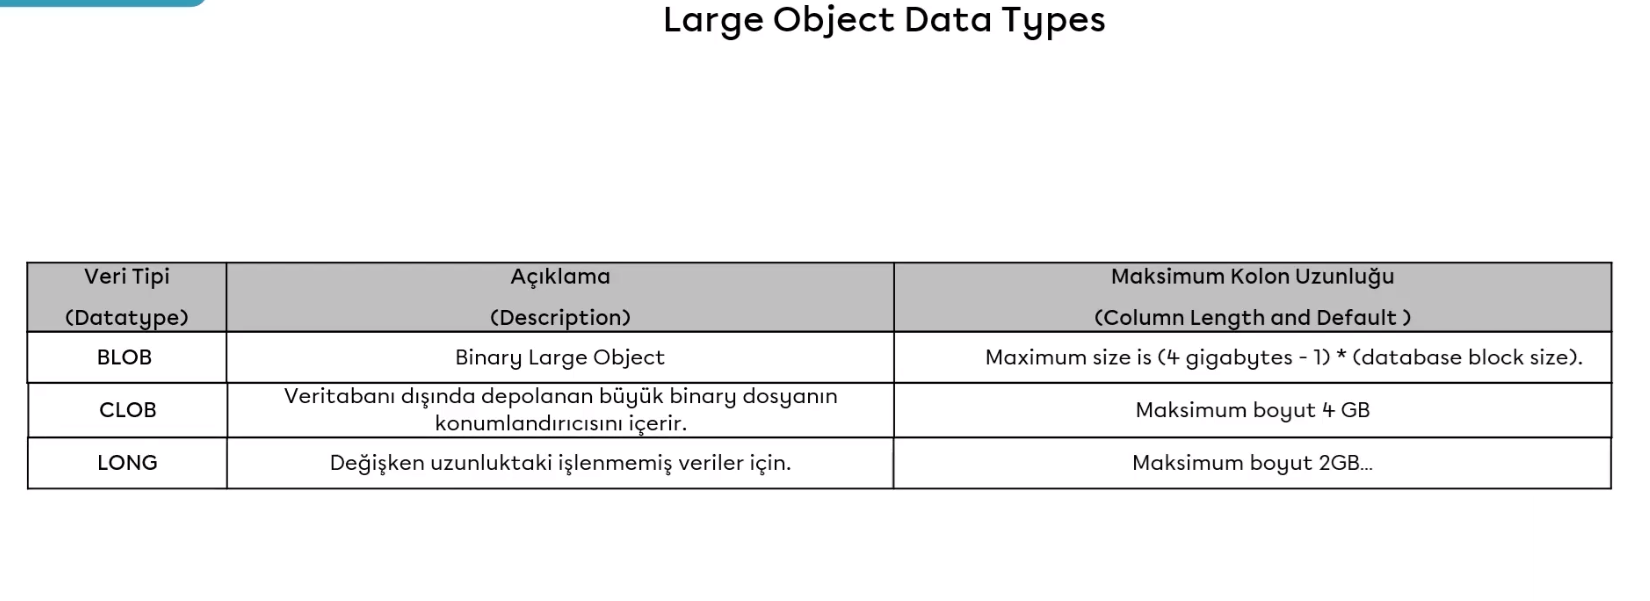 Large Object Data Types
Veri Tipi
(Datatype)
Açıklama
(Description)
Maksimum Kolon Uzunluğu
(Column Length and Default )
BLOB
Binary Large Object
Maximum size is (4 gigabytes - 1) * (database block size).
CLOB
Veritabanı dışında depolanan büyük binary dosyanın
konumlandırıcısını içerir.
Maksimum boyut 4 GB
LONG
Değişken uzunluktaki işlenmemiş veriler için.
Maksimum boyut 2GB...